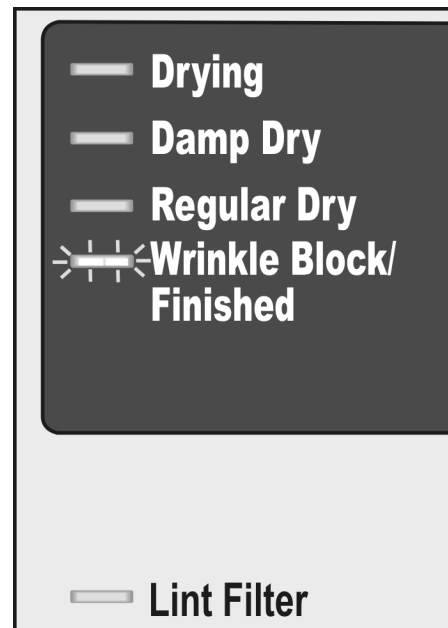 Drying
Damp Dry
Regular Dry
Wrinkle Block/
Finished
Lint Filter